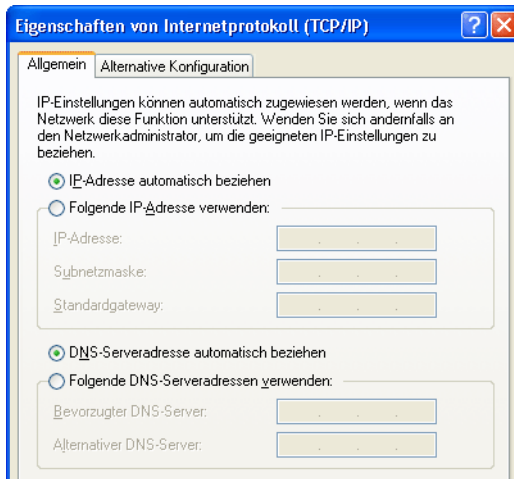 Eigenschaften von Internetprotokoll (TCP/IP)
Allgemein
Alternative Konfiguration
IP-Einstellungen können automatisch zugewiesen werden, wenn das
Netzwerk diese Funktion unterstützt. Wenden Sie sich andernfalls an
den Netzwerkadministrator, um die geeigneten IP-Einstellungen zu
beziehen.
IP-Adresse automatisch beziehen
Folgende IP-Adresse verwenden:
IP-Adresse:
Subnetzmaske:
Standardgateway:
DNS-Serveradresse automatisch beziehen
Folgende DNS-Serveradressen verwenden:
Bevorzugter DNS-Server:
Alternativer DNS-Server: